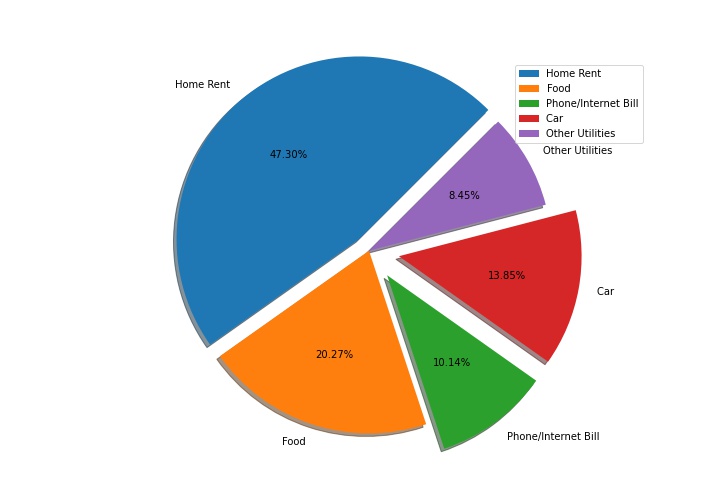 Home Rent
47.30%
Home Rent
Food
Phone/Internet Bill
Car
Other Utilities
Other Utilities
8.45%
13.85%
Car
20.27%
10.14%
Food
Phone/Internet Bill